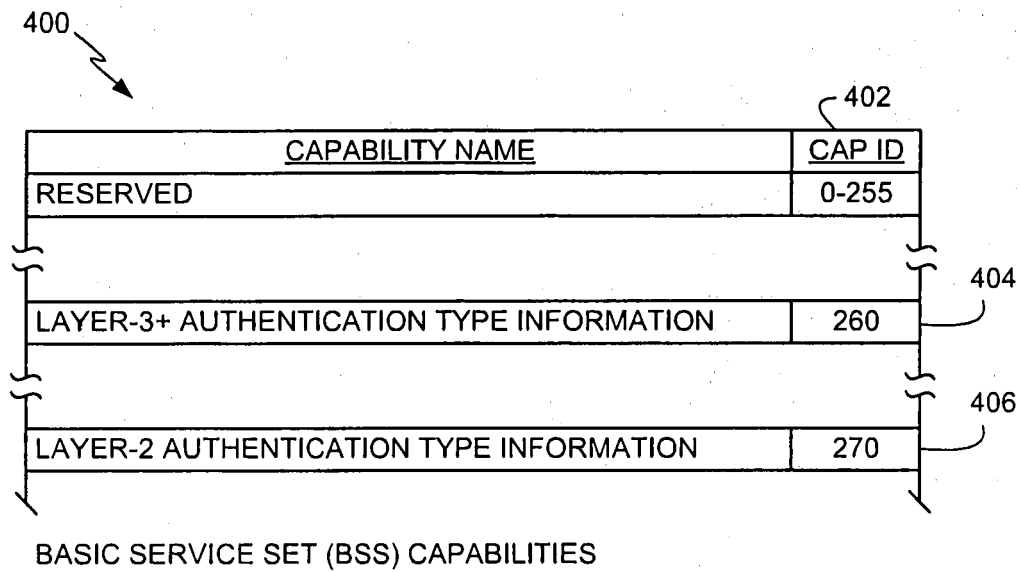 400
402
CAPABILITY NAME CAP ID
RESERVED 0-255
404
LAYER-3+ AUTHENTICATION TYPE INFORMATION 260
406
LAYER-2 AUTHENTICATION TYPE INFORMATION 270
BASIC SERVICE SET (BSS) CAPABILITIES